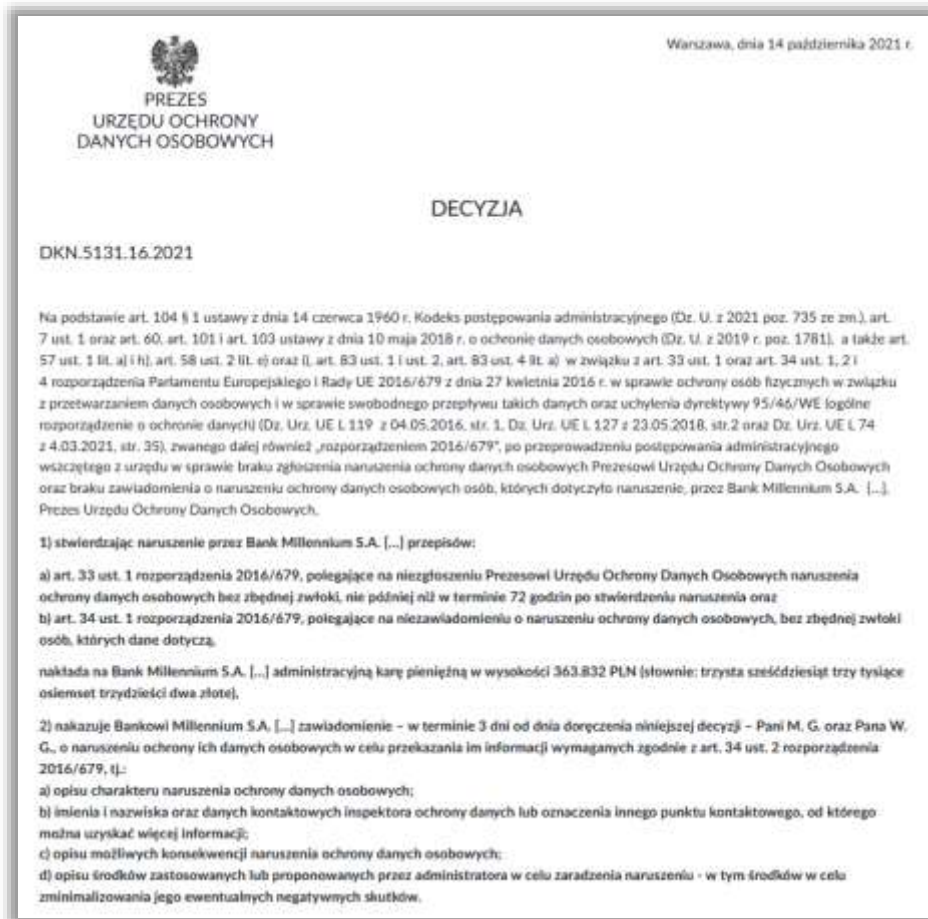 Warszawa, dnia 14 października 2021 r.
PREZES
URZĘDU OCHRONY
DANYCH OSOBOWYCH
DECYZJA
DKN.5131.16.2021
Na podstawie art. 104 § 1 ustawy z dnia 14 czerwca 1960 r. Kodeks postępowania administracyjnego (Dz. U. z 2021 poz. 735 ze zm.), art.
7 ust. 1 oraz art. 60, art. 101 i art. 103 ustawy z dnia 10 maja 2018 r. o ochronie danych osobowych (Dz. U. z 2019 r. poz. 1781), a także art.
57 ust. 1 lit. a) i h), art. 58 ust. 2 lit. e) oraz i), art. 83 ust. 1 i ust. 2, art. 83 ust. 4 lit. a) w związku z art. 33 ust. 1 oraz art. 34 ust. 1, 2 i
4 rozporządzenia Parlamentu Europejskiego i Rady UE 2016/679 z dnia 27 kwietnia 2016 r. w sprawie ochrony osób fizycznych w związku
z przetwarzaniem danych osobowych i w sprawie swobodnego przepływu takich danych oraz uchylenia dyrektywy 95/46/WE (ogólne
rozporządzenie o ochronie danych) (Dz. Urz. UE L 119 z 04.05.2016, str. 1, Dz. Urz. UE L 127 z 23.05.2018, str.2 oraz Dz. Urz. UE L 74
z 4.03.2021, str. 35), zwanego dalej również „rozporządzeniem 2016/679”, po przeprowadzeniu postępowania administracyjnego
wszczętego z urzędu w sprawie braku zgłoszenia naruszenia ochrony danych osobowych Prezesowi Urzędu Ochrony Danych Osobowych
oraz braku zawiadomienia o naruszeniu ochrony danych osobowych osób, których dotyczyło naruszenie, przez Bank Millennium S.A. [...],
Prezes Urzędu Ochrony Danych Osobowych,
1) stwierdzając naruszenie przez Bank Millennium S.A. [...] przepisów:
a) art. 33 ust. 1 rozporządzenia 2016/679, polegające na niezgłoszeniu Prezesowi Urzędu Ochrony Danych Osobowych naruszenia
ochrony danych osobowych bez zbędnej zwłoki, nie później niż w terminie 72 godzin po stwierdzeniu naruszenia oraz
b) art. 34 ust. 1 rozporządzenia 2016/679, polegające na niezawiadomieniu o naruszeniu ochrony danych osobowych, bez zbędnej zwłoki
osób, których dane dotyczą,
nakłada na Bank Millennium S.A. [...] administracyjną karę pieniężną w wysokości 363.832 PLN (słownie: trzysta sześćdziesiąt trzy tysiące
osiemset trzydzieści dwa złote),
2) nakazuje Bankowi Millennium S.A. [...] zawiadomienie – w terminie 3 dni od dnia doręczenia niniejszej decyzji – Pani M. G. oraz Pana W.
G., o naruszeniu ochrony ich danych osobowych w celu przekazania im informacji wymaganych zgodnie z art. 34 ust. 2 rozporządzenia
2016/679, tj.:
a) opisu charakteru naruszenia ochrony danych osobowych;
b) imienia i nazwiska oraz danych kontaktowych inspektora ochrony danych lub oznaczenia innego punktu kontaktowego, od którego
można uzyskać więcej informacji;
c) opisu możliwych konsekwencji naruszenia ochrony danych osobowych;
d) opisu środków zastosowanych lub proponowanych przez administratora w celu zaradzenia naruszeniu - w tym środków w celu
zminimalizowania jego ewentualnych negatywnych skutków.